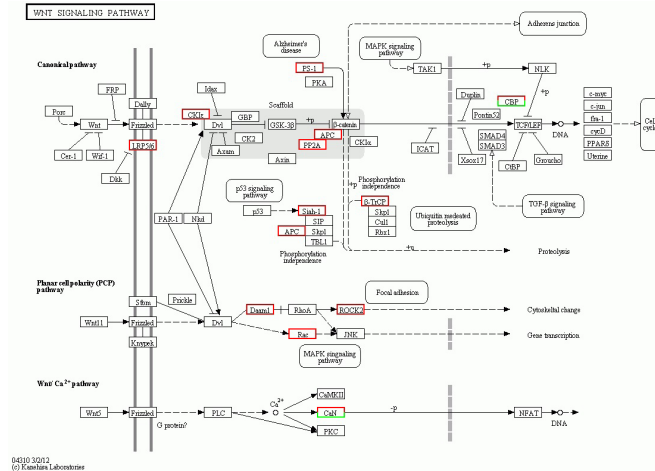 WNT SIGNALING PATHWAY
Adherens junction
Alzheimer's
disease
MAPK signaling
pathway
Canonical pathway
PS-1
PKA
TAK1
+p
NLK
FRP
Idax
Scaffold
Duplin
CBP
+p
c-myc
Porc
Wnt
Dally
Frizzled
CKIε
Dvl
GBP
GSK-3β
+p
β-catenin
Pontin52
TCF/LEF
DNA
c-jun
fra-1
cycD
PPARδ
Uterine
Cell
cycle
LRP5/6
CK2
APC
PP2A
CKIα
SMAD4
SMAD3
Cer-1
Wif-1
Axam
Axin
ICAT
Xsox17
CtBP
Groucho
Dkk
p53 signaling
pathway
Phosphorylation
independence
+p
TGF-β signaling
pathway
PAR-1
Nkd
p53
Siah-1
SIP
APC
Skp1
TBL1
β-TrCP
Skp1
Cul1
Rbx1
Ubiquitin mediated
proteolysis
Phosphorylation
independence
+u
Proteolysis
Planar cell polarity (PCP)
pathway
Focal adhesion
Stbm
Prickle
Daam1
RhoA
ROCK2
Cytoskeltal change
Wnt11
Frizzled
Dvl
Rac
JNK
Gene transcription
Knypek
MAPK singnaling
pathway
Wnt/ Ca2+ pathway
CaMKII
Ca2+
Wnt5
Frizzled
PLC
CaN
-p
NFAT
DNA
G protein?
PKC
04310 3/2/12
(c) Kanehisa Laboratories